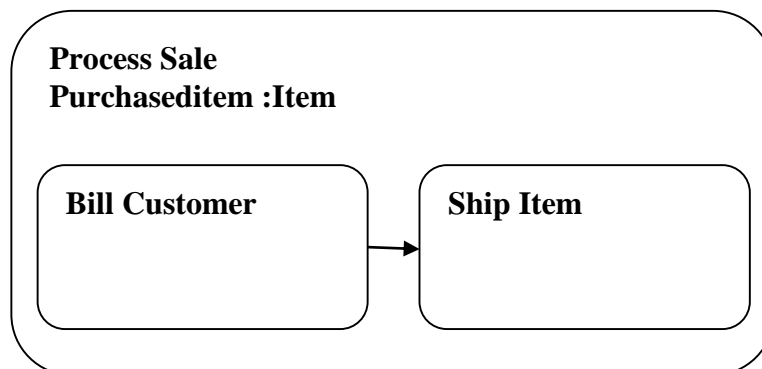 Process Sale
Purchaseditem :Item
Bill Customer
Ship Item